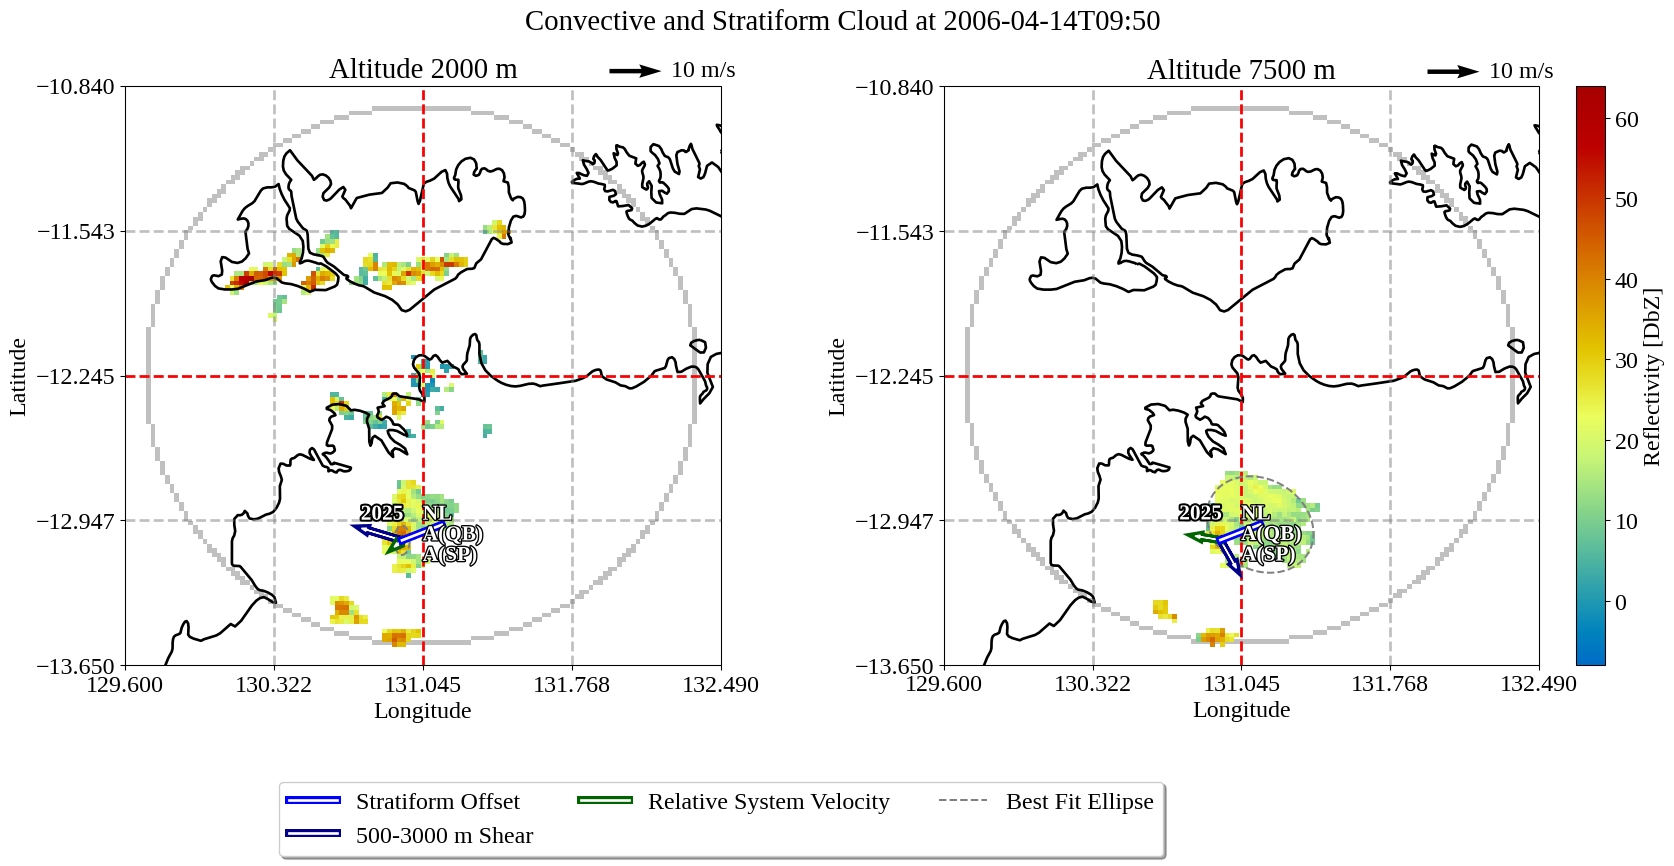 Convective and Stratiform Cloud at 2006-04-14T09:50
Altitude 2000 m
10 m/s
−10.840
−11.543
−12.245
−12.947
−13.650
Latitude
2025
NL
A(QB)
A(SP)
129.600
130.322
131.045
131.768
132.490
Longitude
Altitude 7500 m
10 m/s
−10.840
−11.543
−12.245
−12.947
−13.650
Latitude
2025
NL
A(QB)
A(SP)
129.600
130.322
131.045
131.768
132.490
Longitude
60
50
40
30
20
10
0
Reflectivity [DbZ]
Stratiform Offset
500-3000 m Shear
Relative System Velocity
Best Fit Ellipse